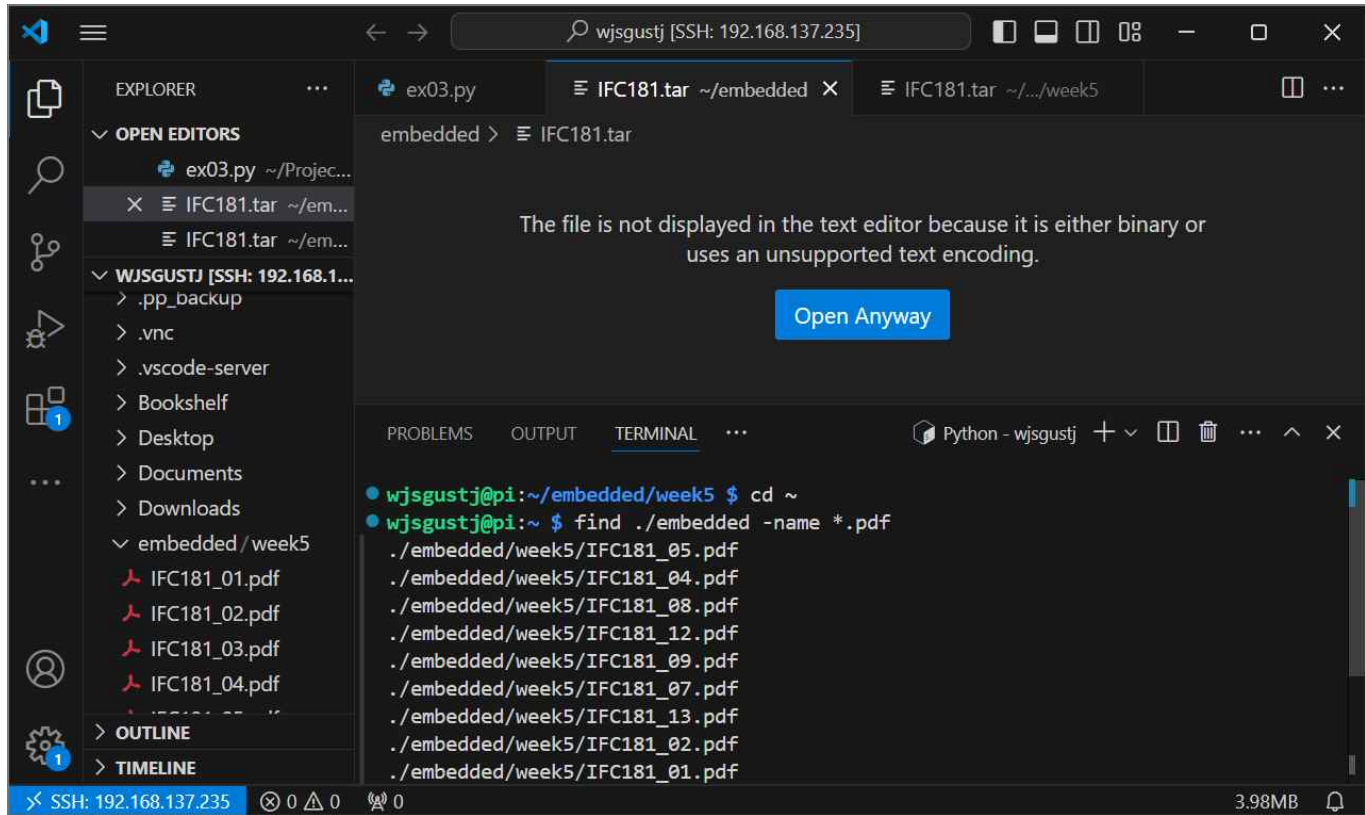 wjsgustj [SSH: 192.168.137.235]
EXPLORER
OPEN EDITORS
ex03.py ~/Projec...
IFC181.tar ~/em...
IFC181.tar ~/em...
WJSGUSTJ [SSH: 192.168.1...
.pp_backup
.vnc
.vscode-server
Bookshelf
Desktop
Documents
Downloads
embedded / week5
IFC181_01.pdf
IFC181_02.pdf
IFC181_03.pdf
IFC181_04.pdf
OUTLINE
TIMELINE
1
1
ex03.py
IFC181.tar ~/embedded
IFC181.tar ~/.../week5
embedded > IFC181.tar
The file is not displayed in the text editor because it is either binary or
uses an unsupported text encoding.
Open Anyway
PROBLEMS OUTPUT TERMINAL ...
Python - wjsgustj
wjsgustj@pi:~/embedded/week5 $ cd ~
wjsgustj@pi:~ $ find ./embedded -name *.pdf
./embedded/week5/IFC181_05.pdf
./embedded/week5/IFC181_04.pdf
./embedded/week5/IFC181_08.pdf
./embedded/week5/IFC181_12.pdf
./embedded/week5/IFC181_09.pdf
./embedded/week5/IFC181_07.pdf
./embedded/week5/IFC181_13.pdf
./embedded/week5/IFC181_02.pdf
./embedded/week5/IFC181_01.pdf
SSH: 192.168.137.235 0 0 0 3.98MB